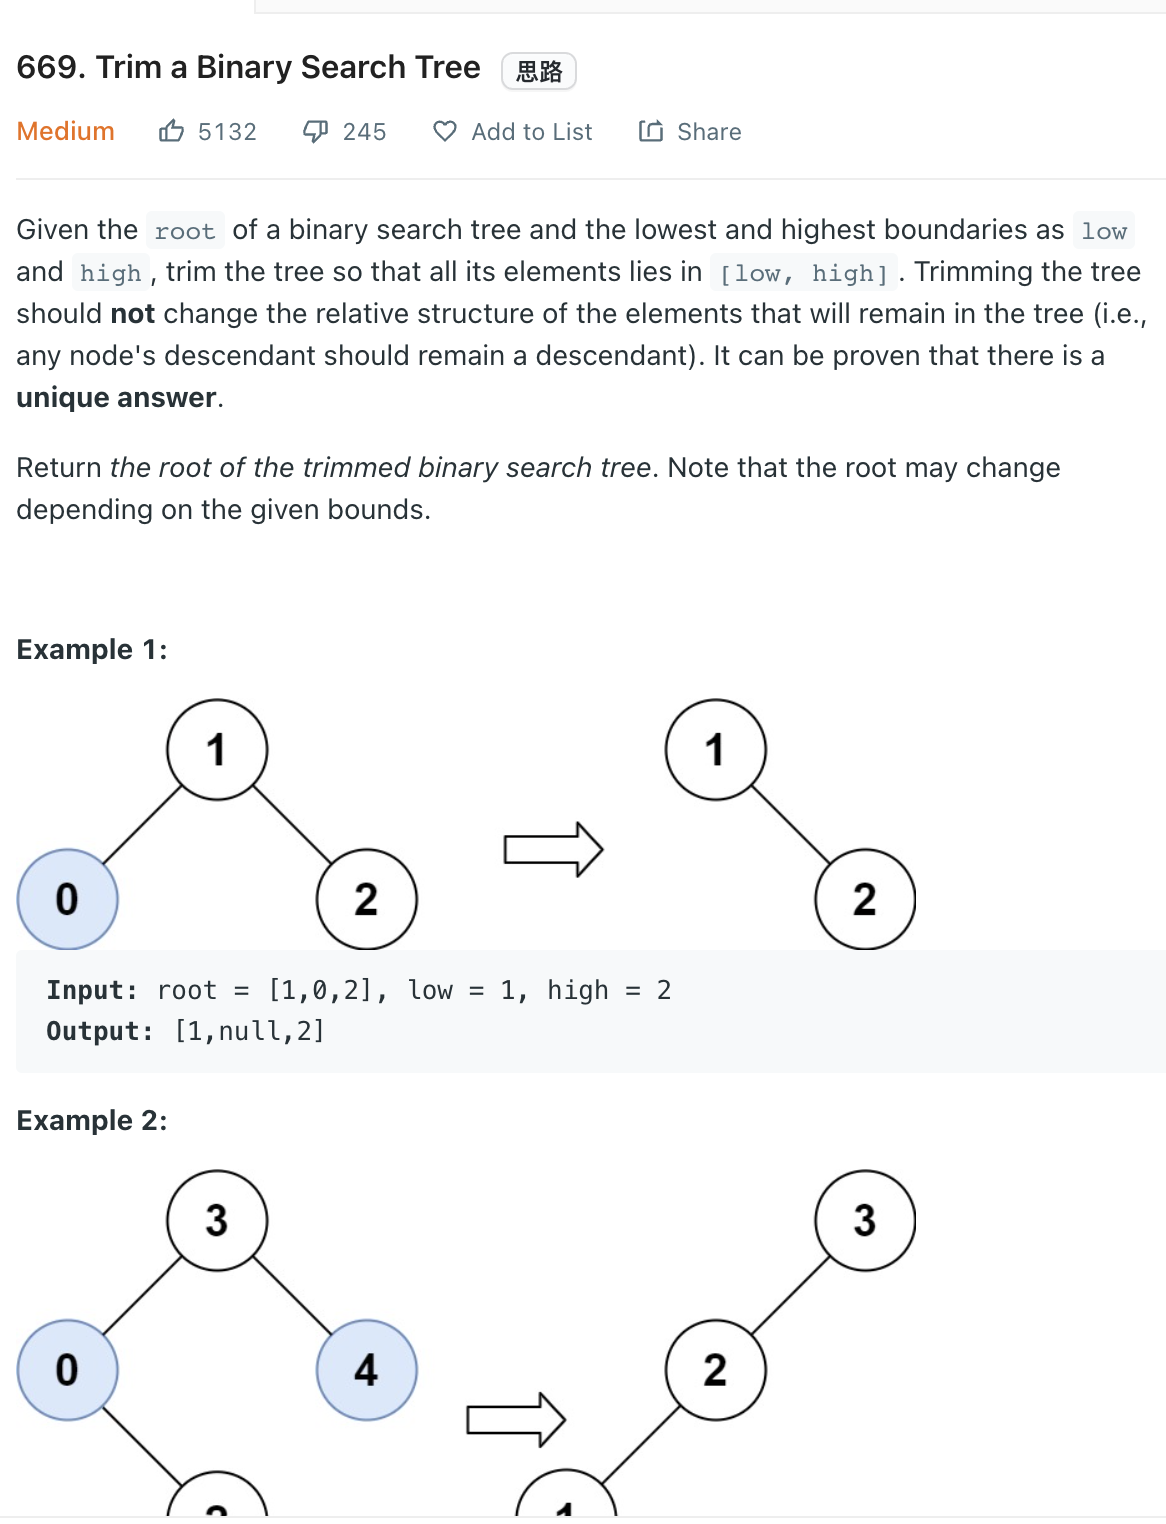 669. Trim a Binary Search Tree 思路
Medium 5132 245 Add to List Share
Given the root of a binary search tree and the lowest and highest boundaries as low
and high, trim the tree so that all its elements lies in [low, high]. Trimming the tree
should not change the relative structure of the elements that will remain in the tree (i.e.,
any node's descendant should remain a descendant). It can be proven that there is a
unique answer.
Return the root of the trimmed binary search tree. Note that the root may change
depending on the given bounds.
Example 1:
1 1
0 2 2
Input: root = [1,0,2], low = 1, high = 2
Output: [1,null,2]
Example 2:
3 3
0 4 2